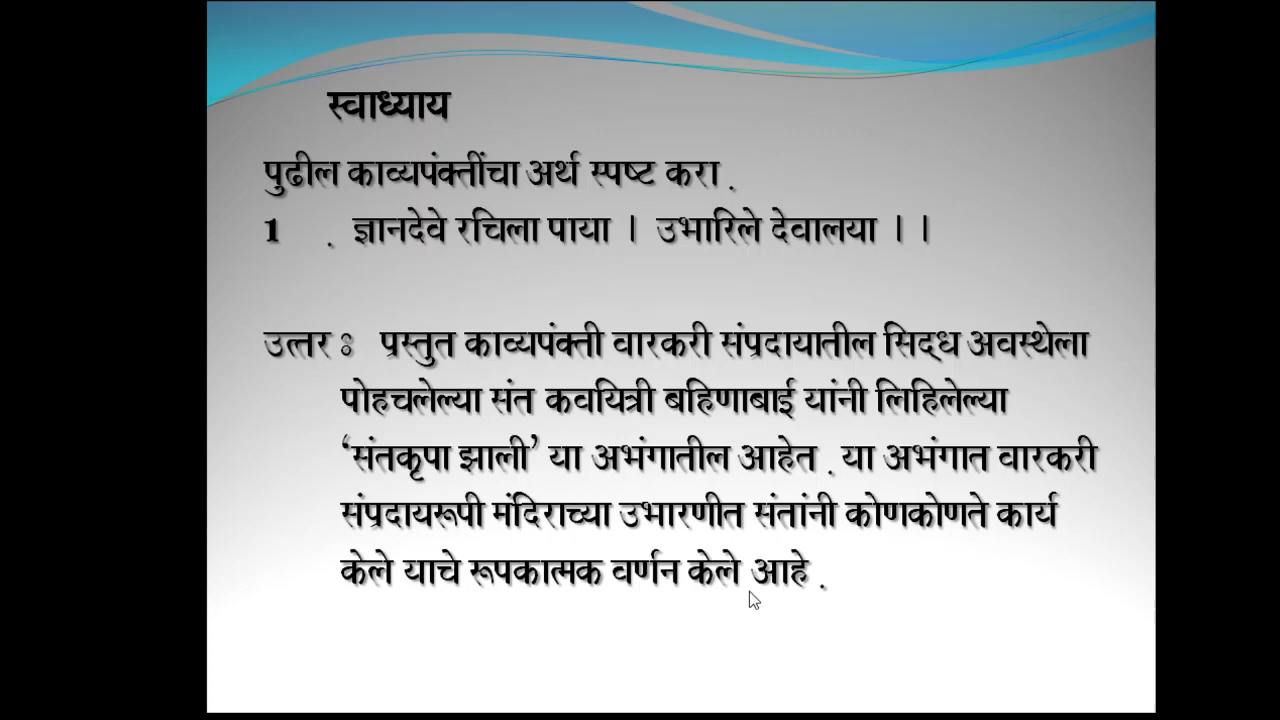 स्वाध्याय
पुढील काव्यपंक्तींचा अर्थ स्पष्ट करा .
1 . ज्ञानदेवे रचिला पाया । उभारिले देवालया ।।
उत्तर ः प्रस्तुत काव्यपंक्ती वारकरी संप्रदायातील सिद्ध अवस्थेला
पोहचलेल्या संत कवयित्री बहिणाबाई यांनी लिहिलेल्या
‘संतकृपा झाली’ या अभंगातील आहेत . या अभंगात वारकरी
संप्रदायरूपी मंदिराच्या उभारणीत संतांनी कोणकोणते कार्य
केले याचे रूपकात्मक वर्णन केले आहे .